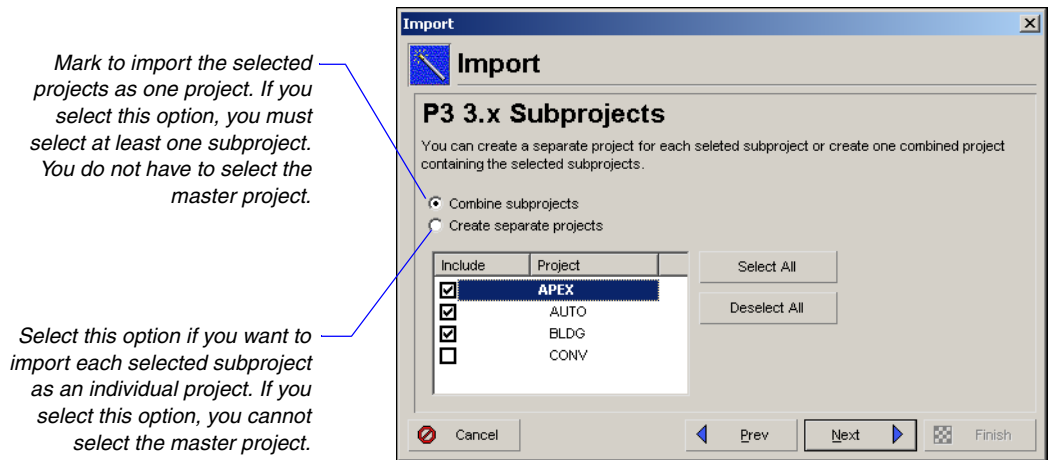 Mark to import the selected
projects as one project. If you
select this option, you must
select at least one subproject.
You do not have to select the
master project.
Select this option if you want to
import each selected subproject
as an individual project. If you
select this option, you cannot
select the master project.
Import
Import
P3 3.x Subprojects
You can create a separate project for each seleted subproject or create one combined project
containing the selected subprojects.
Combine subprojects
Create separate projects
Include Project
APEX
AUTO
BLDG
CONV
Select All
Deselect All
Cancel
Prev
Next
Finish